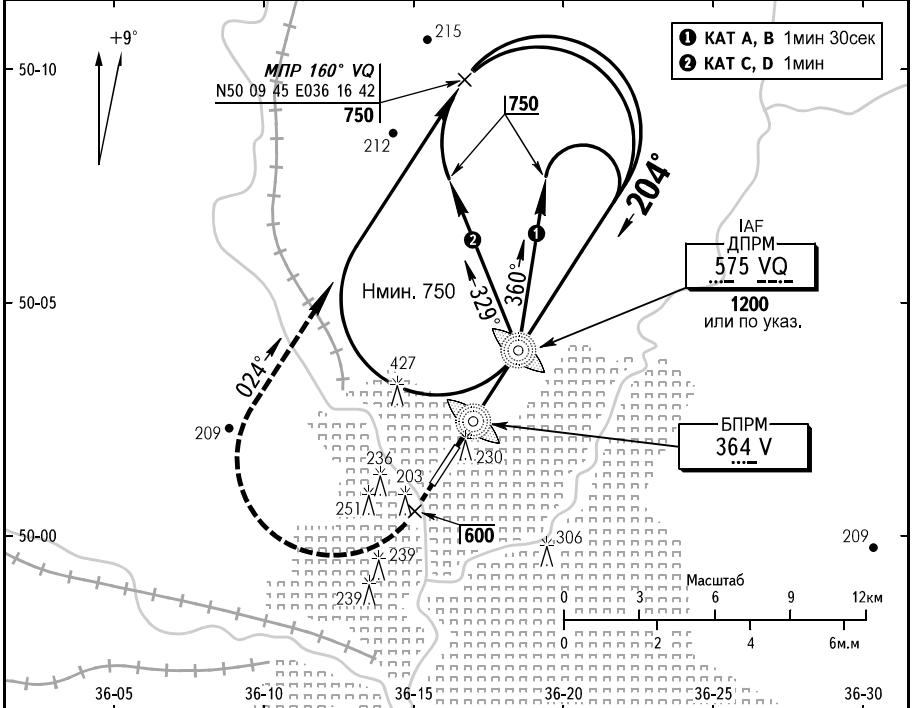 +9°
215
❶ КАТ A, B 1мин 30сек
❷ КАТ C, D 1мин
50-10
МПР 160° VQ
N50 09 45 E036 16 42
750
750
212
204°
IAF
ДПРМ
575 VQ
1200
или по указ.
❷
❶
Нмин. 750
329°
360°
50-05
024°
427
209
БПРМ
364 V
230
236
203
251
600
306
209
50-00
239
239
Масштаб
0 3 6 9 12км
0 2 4 6м.м
36-05 36-10 36-15 36-20 36-25 36-30